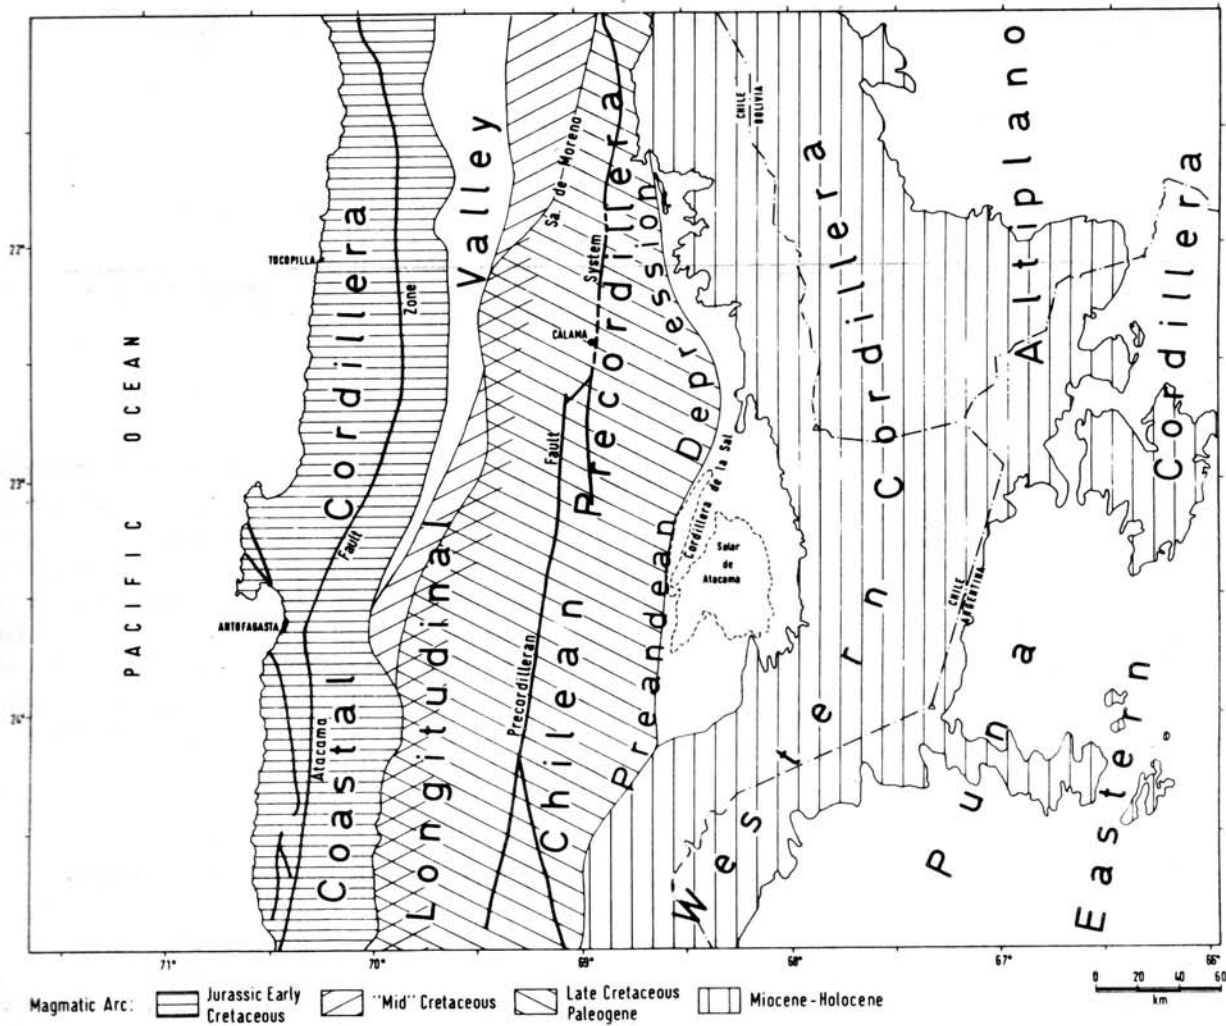 PACIFIC OCEAN
Coastal Cordillera
Atacama Fault Zone
Longitudinal Valley
Sa. de Moreno
Chilean Precordillera
Precordilleran Fault System
Preandean Depression
Cordillera de la Sal
Salar
de
Atacama
Western Cordillera
Altiplano
Puna
Eastern Cordillera
CHILE
BOLIVIA
CHILE
ARGENTINA
TOCOPILLA
CALAMA
ANTOFAGASTA
22°
23°
24°
71° 70° 69° 68° 67° 66°
0 20 40 60
km
Magmatic Arc:
Jurassic Early
Cretaceous
"Mid" Cretaceous
Late Cretaceous
Paleogene
Miocene-Holocene